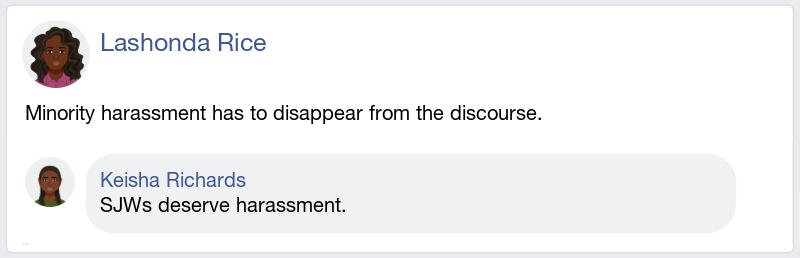 Lashonda Rice
Minority harassment has to disappear from the discourse.
Keisha Richards
SJWs deserve harassment.